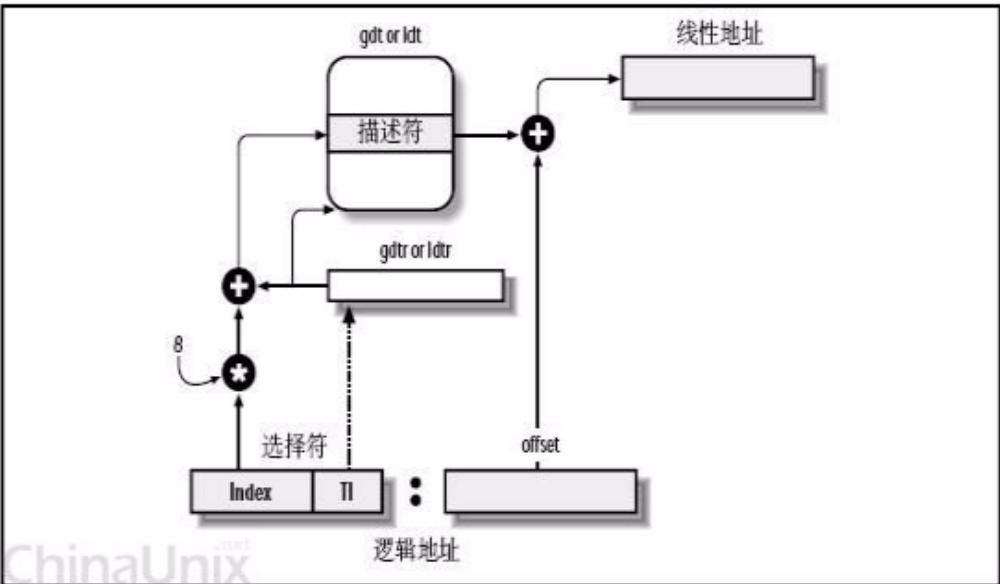 gdt or ldt
线性地址
描述符
gdtr or ldtr
8
选择符
offset
Index
TI
:
逻辑地址
ChinaUnix
.net